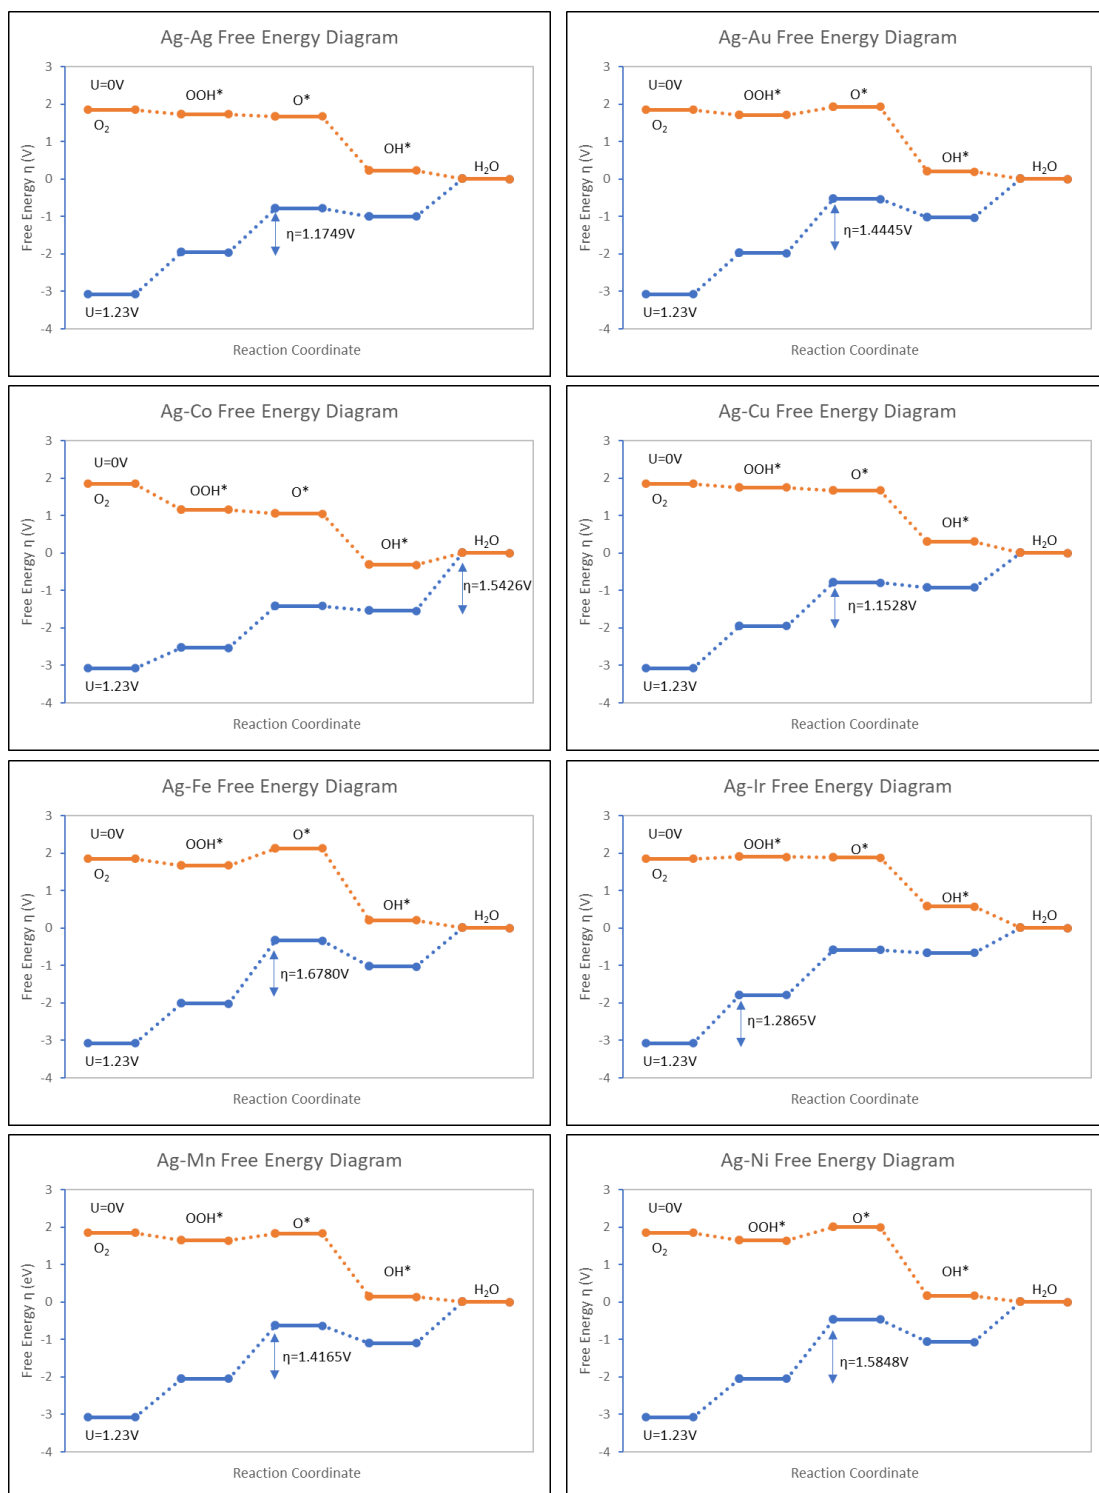 Ag-Ag Free Energy Diagram
3
2
1
0
-1
-2
-3
-4
Free Energy η (V)
U=0V
O₂
OOH*
O*
OH*
H₂O
η=1.1749V
U=1.23V
Reaction Coordinate
Ag-Au Free Energy Diagram
3
2
1
0
-1
-2
-3
-4
Free Energy η (V)
U=0V
O₂
OOH*
O*
OH*
H₂O
η=1.4445V
U=1.23V
Reaction Coordinate
Ag-Co Free Energy Diagram
3
2
1
0
-1
-2
-3
-4
Free Energy η (V)
U=0V
O₂
OOH*
O*
OH*
H₂O
η=1.5426V
U=1.23V
Reaction Coordinate
Ag-Cu Free Energy Diagram
3
2
1
0
-1
-2
-3
-4
Free Energy η (V)
U=0V
O₂
OOH*
O*
OH*
H₂O
η=1.1528V
U=1.23V
Reaction Coordinate
Ag-Fe Free Energy Diagram
3
2
1
0
-1
-2
-3
-4
Free Energy η (V)
U=0V
O₂
OOH*
O*
OH*
H₂O
η=1.6780V
U=1.23V
Reaction Coordinate
Ag-Ir Free Energy Diagram
3
2
1
0
-1
-2
-3
-4
Free Energy η (V)
U=0V
O₂
OOH*
O*
OH*
H₂O
η=1.2865V
U=1.23V
Reaction Coordinate
Ag-Mn Free Energy Diagram
3
2
1
0
-1
-2
-3
-4
Free Energy η (eV)
U=0V
O₂
OOH*
O*
OH*
H₂O
η=1.4165V
U=1.23V
Reaction Coordinate
Ag-Ni Free Energy Diagram
3
2
1
0
-1
-2
-3
-4
Free Energy η (V)
U=0V
O₂
OOH*
O*
OH*
H₂O
η=1.5848V
U=1.23V
Reaction Coordinate